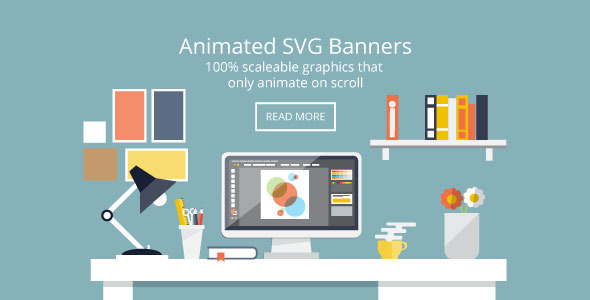 Animated SVG Banners
100% scaleable graphics that
only animate on scroll
READ MORE